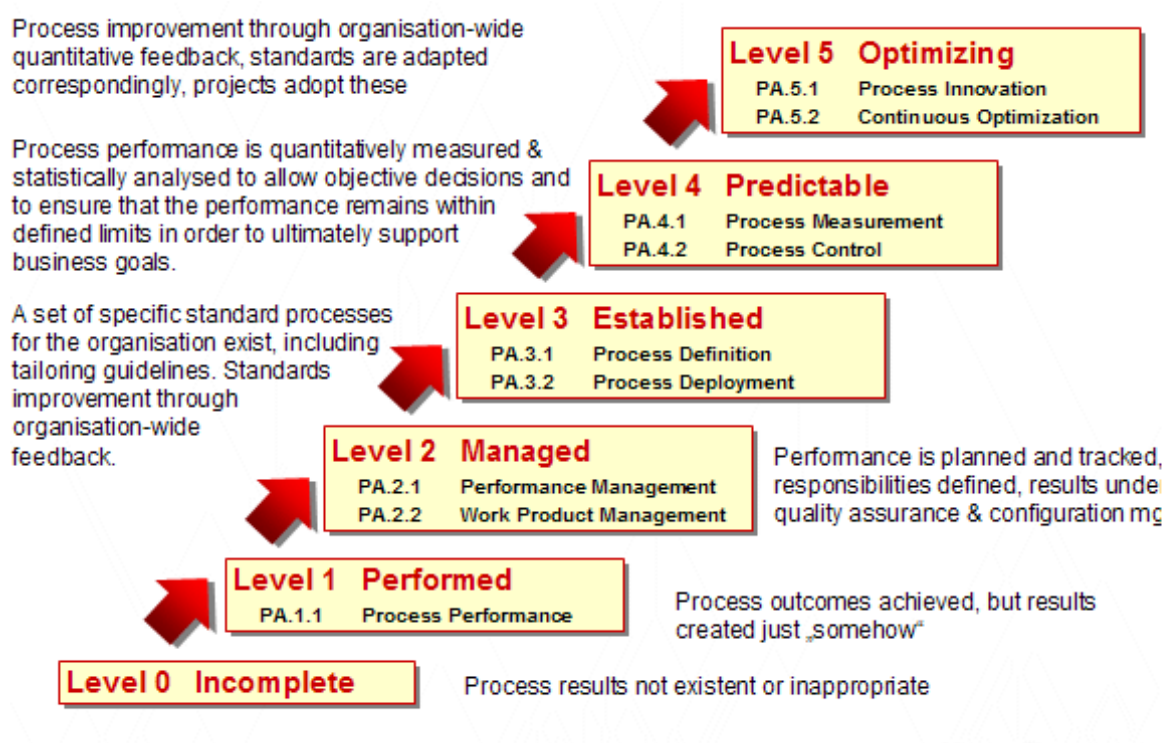 Process improvement through organisation-wide
quantitative feedback, standards are adapted
correspondingly, projects adopt these
Level 5 Optimizing
PA.5.1 Process Innovation
PA.5.2 Continuous Optimization
Process performance is quantitatively measured &
statistically analysed to allow objective decisions and
to ensure that the performance remains within
defined limits in order to ultimately support
business goals.
Level 4 Predictable
PA.4.1 Process Measurement
PA.4.2 Process Control
A set of specific standard processes
for the organisation exist, including
tailoring guidelines. Standards
improvement through
organisation-wide
feedback.
Level 3 Established
PA.3.1 Process Definition
PA.3.2 Process Deployment
Level 2 Managed
PA.2.1 Performance Management
PA.2.2 Work Product Management
Performance is planned and tracked,
responsibilities defined, results
quality assurance & configuration
Level 1 Performed
PA.1.1 Process Performance
Process outcomes achieved, but results
created just „somehow“
Level 0 Incomplete
Process results not existent or inappropriate